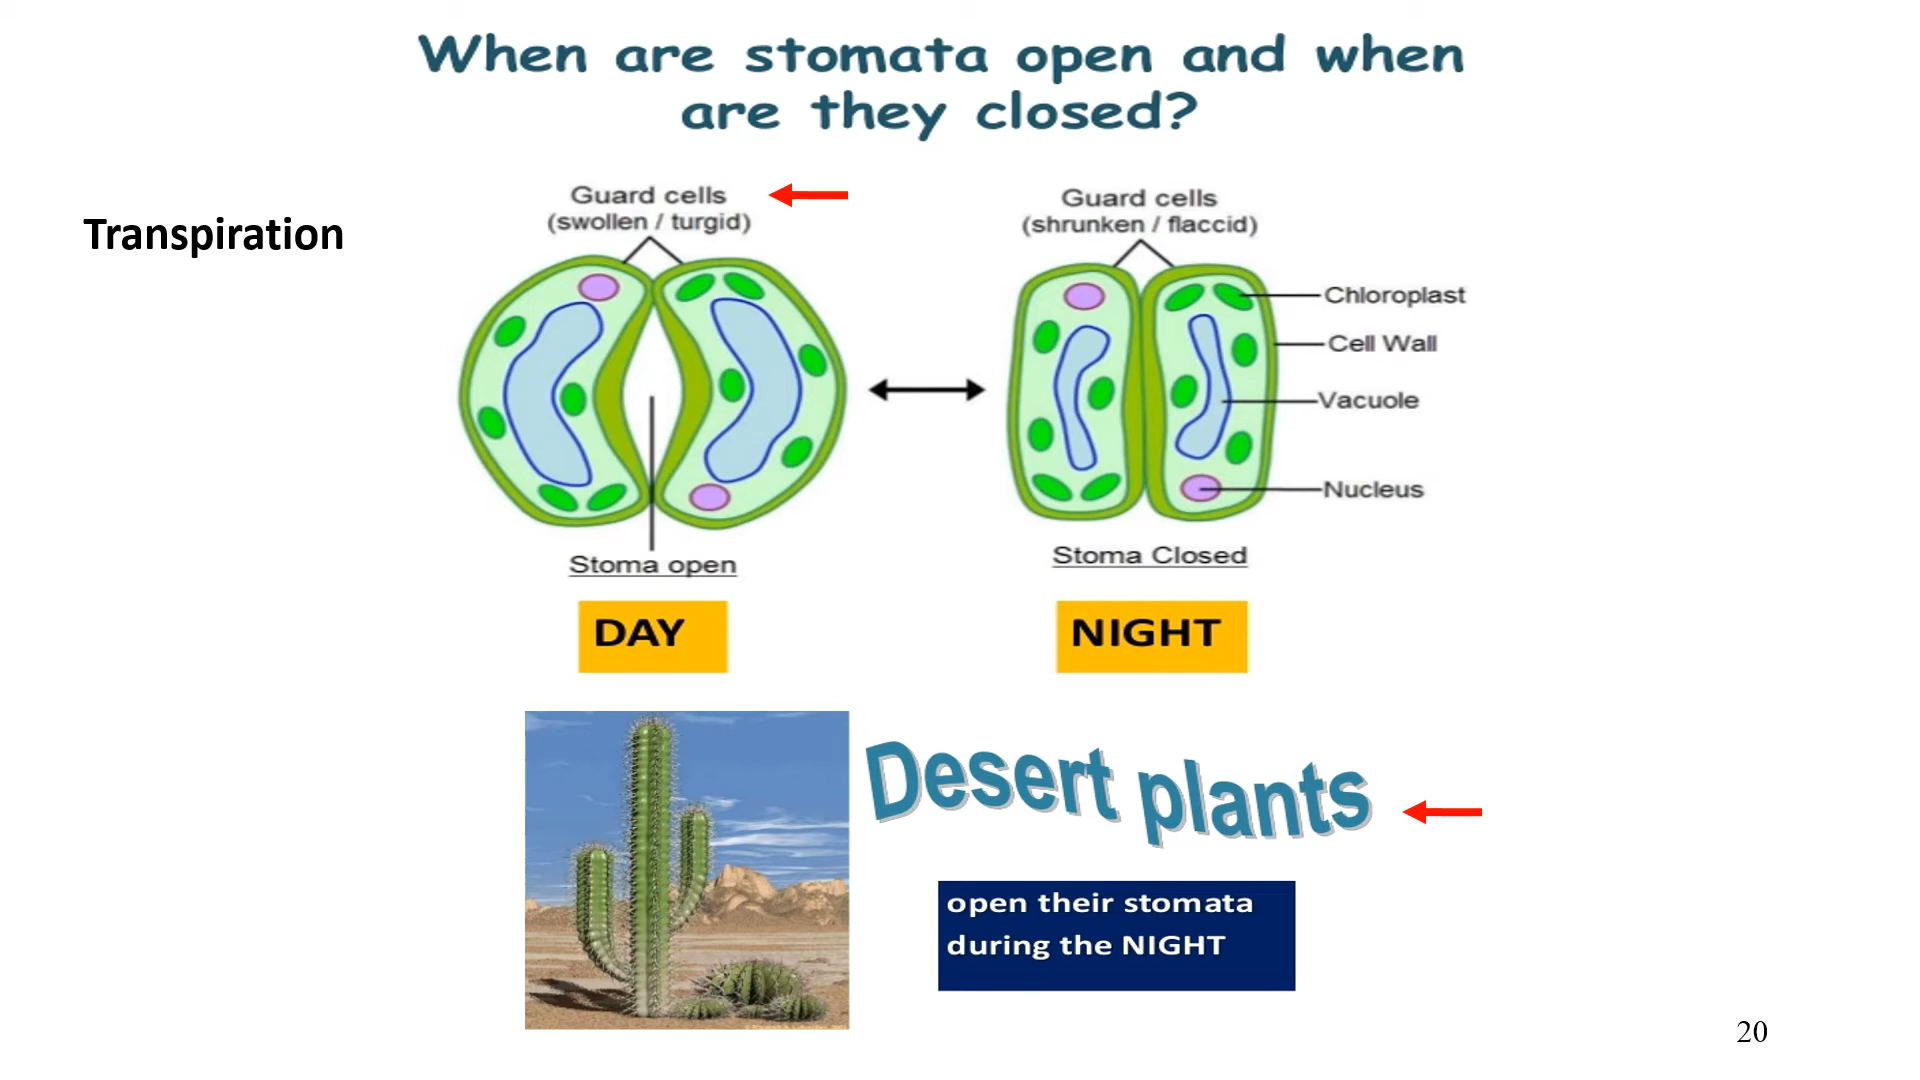 When are stomata open and when
are they closed?
Transpiration
Guard cells
(swollen / turgid)
Guard cells
(shrunken / flaccid)
Chloroplast
Cell Wall
Vacuole
Nucleus
Stoma open
Stoma Closed
DAY
NIGHT
Desert plants
open their stomata
during the NIGHT
20